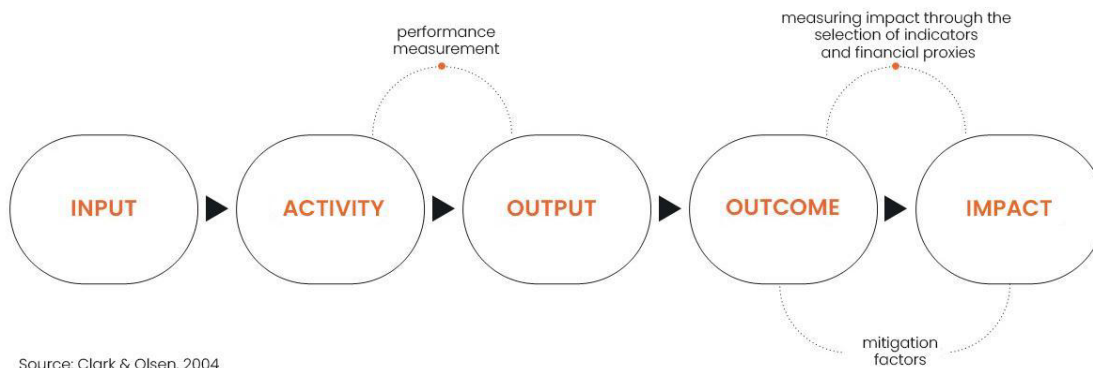 performance
measurement
measuring impact through the
selection of indicators
and financial proxies
INPUT
ACTIVITY
OUTPUT
OUTCOME
IMPACT
mitigation
factors
Source: Clark & Olsen, 2004